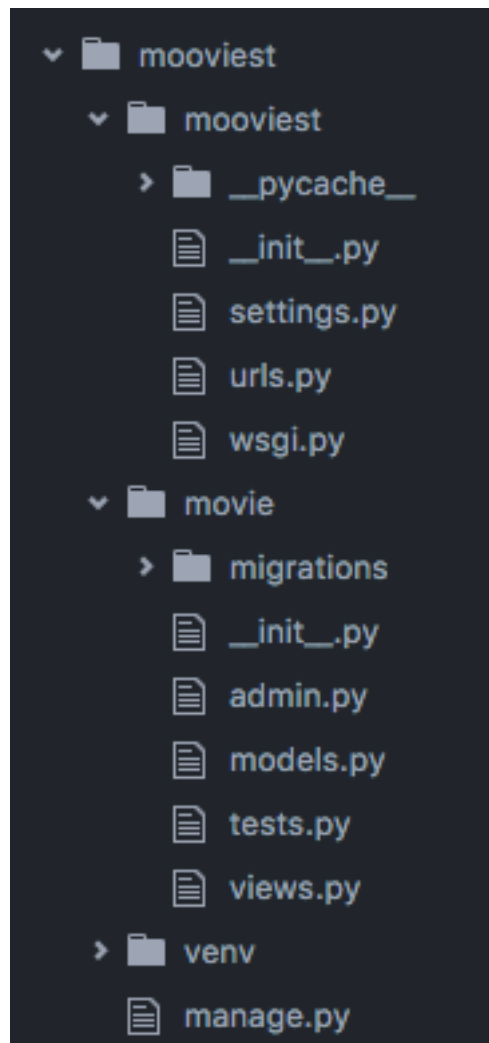 mooviest
mooviest
__pycache__
__init__.py
settings.py
urls.py
wsgi.py
movie
migrations
__init__.py
admin.py
models.py
tests.py
views.py
venv
manage.py